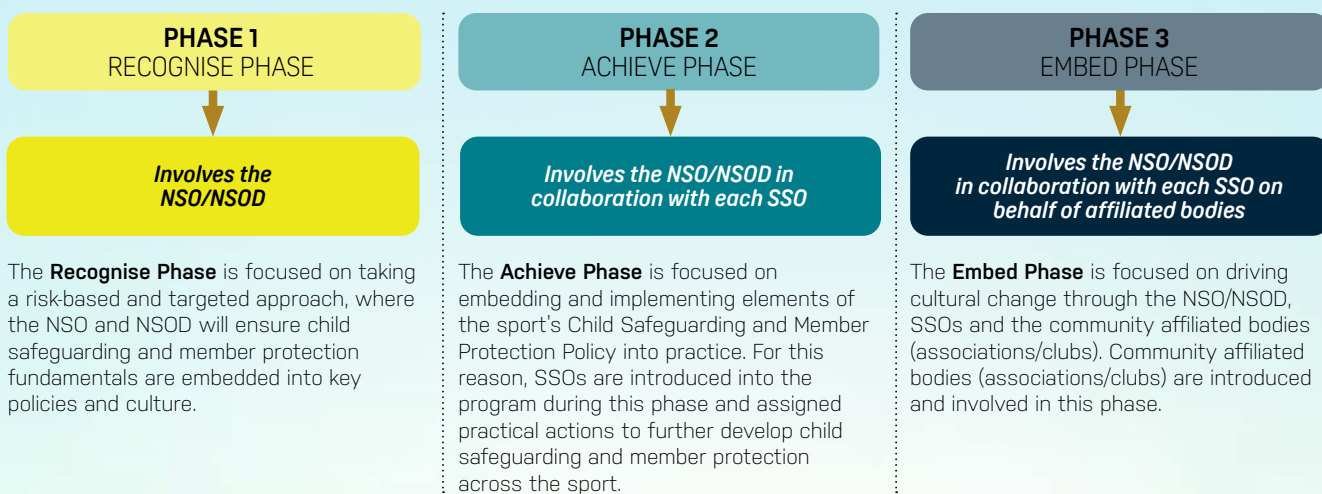 PHASE 1
RECOGNISE PHASE
Involves the
NSO/NSOD
The Recognise Phase is focused on taking
a risk-based and targeted approach, where
the NSO and NSOD will ensure child
safeguarding and member protection
fundamentals are embedded into key
policies and culture.
PHASE 2
ACHIEVE PHASE
Involves the NSO/NSOD in
collaboration with each SSO
The Achieve Phase is focused on
embedding and implementing elements of
the sport's Child Safeguarding and Member
Protection Policy into practice. For this
reason, SSOs are introduced into the
program during this phase and assigned
practical actions to further develop child
safeguarding and member protection
across the sport.
PHASE 3
EMBED PHASE
Involves the NSO/NSOD
in collaboration with each SSO on
behalf of affiliated bodies
The Embed Phase is focused on driving
cultural change through the NSO/NSOD,
SSOs and the community affiliated bodies
(associations/clubs). Community affiliated
bodies (associations/clubs) are introduced
and involved in this phase.